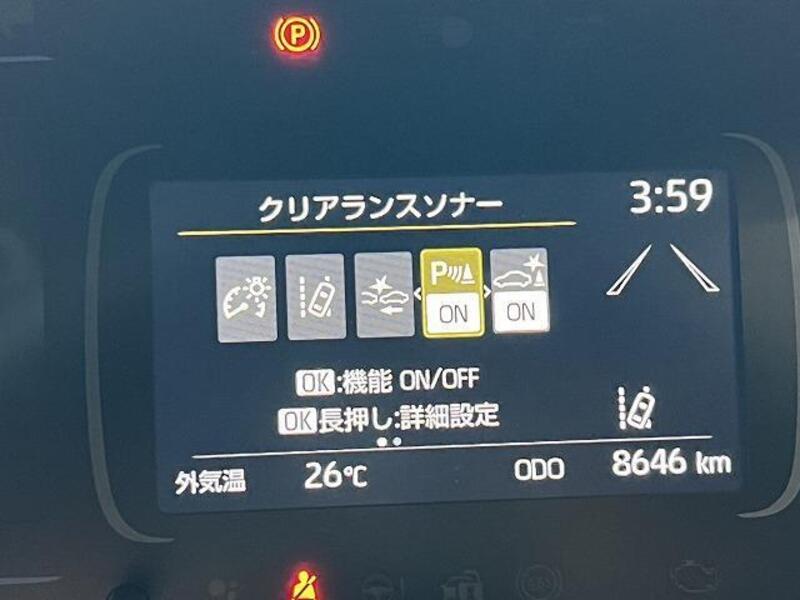 P
クリアランスソナー 3:59
P
ON ON
OK:機能 ON/OFF
OK長押し:詳細設定
外気温 26℃ ODO 8646 km